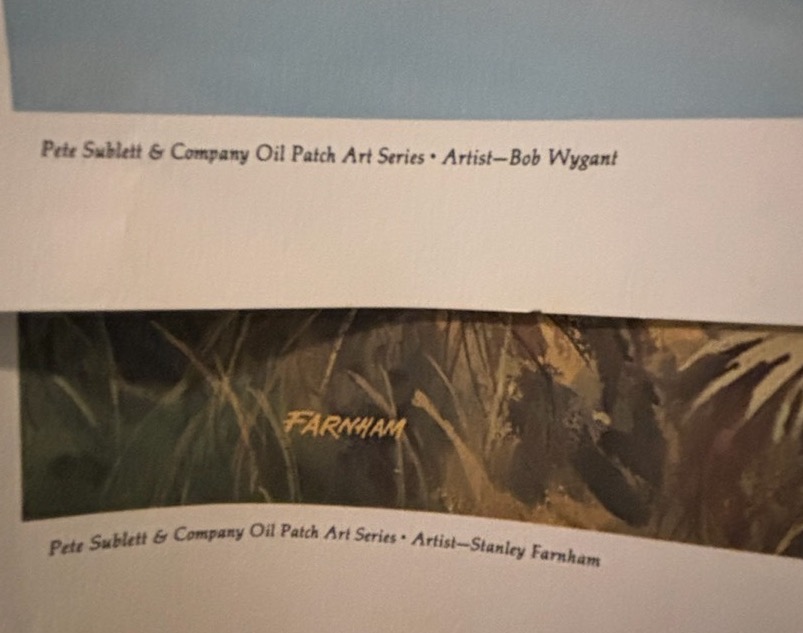 Pete Sublett & Company Oil Patch Art Series • Artist—Bob Wygant
FARNHAM
Pete Sublett & Company Oil Patch Art Series • Artist—Stanley Farnham